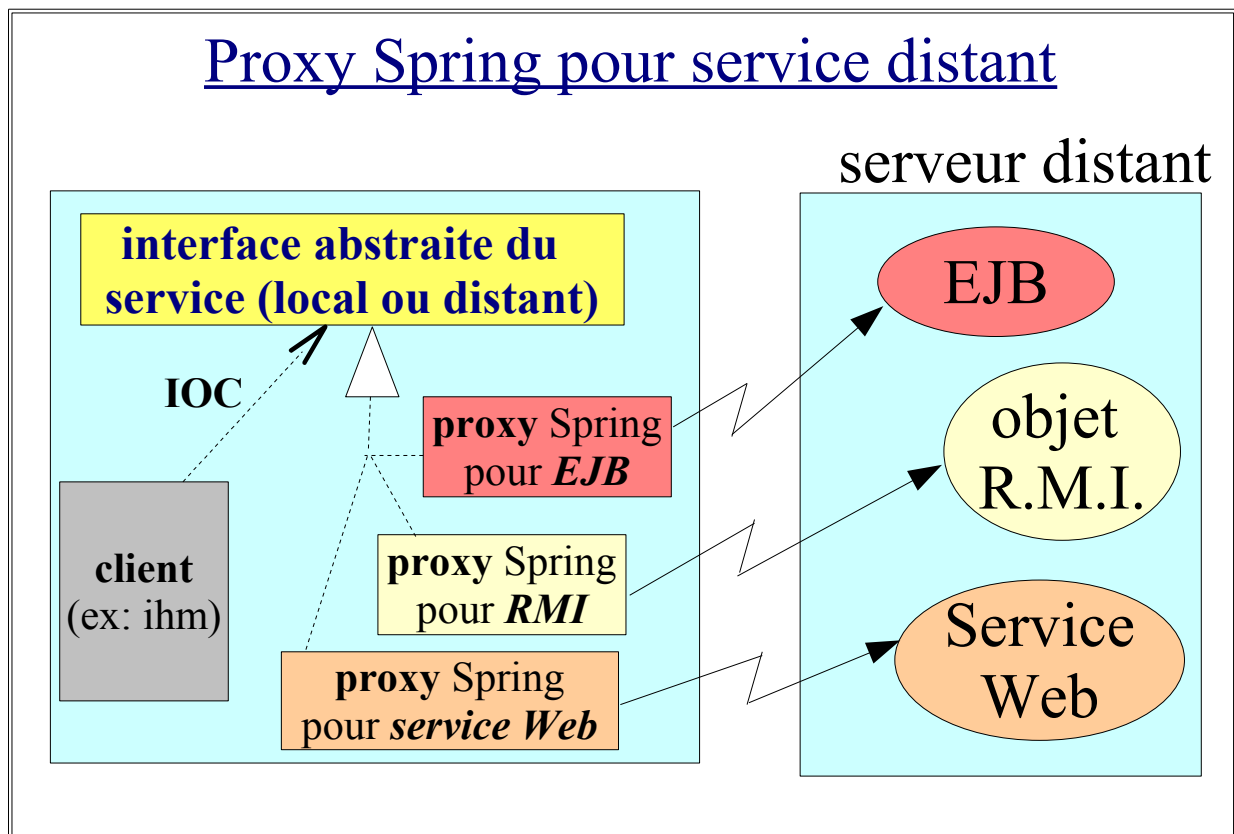 Proxy Spring pour service distant
serveur distant
interface abstraite du
service (local ou distant)
IOC
client
(ex: ihm)
proxy Spring
pour EJB
proxy Spring
pour RMI
proxy Spring
pour service Web
EJB
objet
R.M.I.
Service
Web